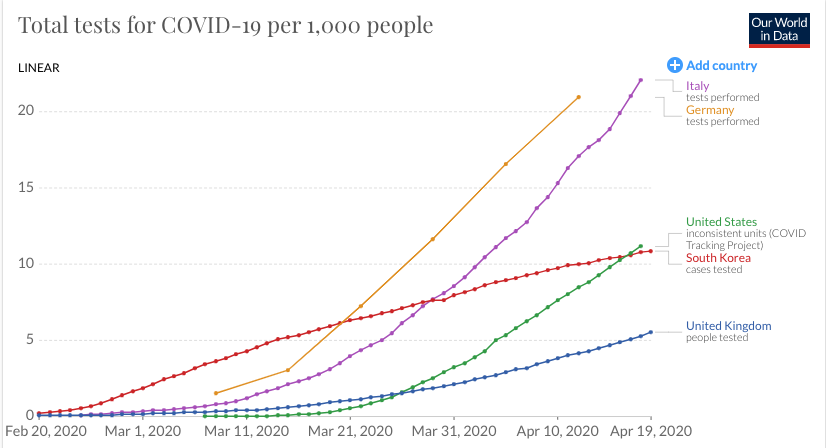 Total tests for COVID-19 per 1,000 people
Our World
in Data
LINEAR
Add country
Italy
tests performed
Germany
tests performed
United States
inconsistent units (COVID
Tracking Project)
South Korea
cases tested
United Kingdom
people tested
20
15
10
5
0
Feb 20, 2020
Mar 1, 2020
Mar 11, 2020
Mar 21, 2020
Mar 31, 2020
Apr 10, 2020
Apr 19, 2020